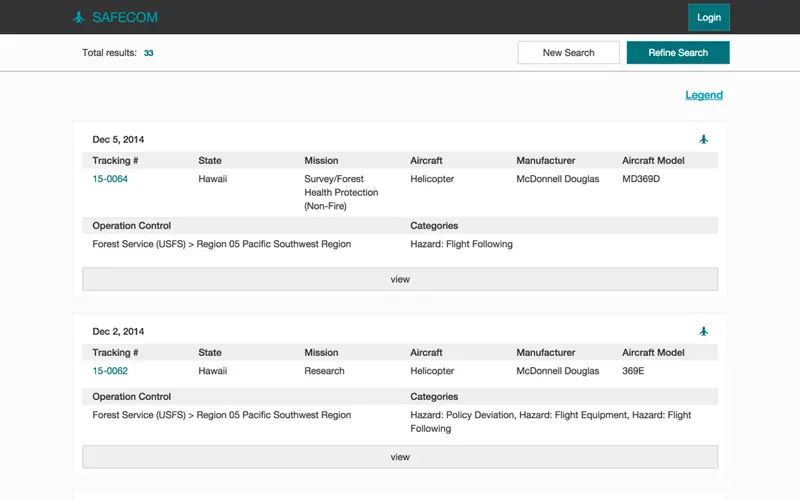 SAFECOM
Login
Total results: 33
New Search
Refine Search
Legend
Dec 5, 2014
Tracking # State Mission Aircraft Manufacturer Aircraft Model
15-0064 Hawaii Survey/Forest Helicopter McDonnell Douglas MD369D
Health Protection
(Non-Fire)
Operation Control Categories
Forest Service (USFS) > Region 05 Pacific Southwest Region Hazard: Flight Following
view
Dec 2, 2014
Tracking # State Mission Aircraft Manufacturer Aircraft Model
15-0062 Hawaii Research Helicopter McDonnell Douglas 369E
Operation Control Categories
Forest Service (USFS) > Region 05 Pacific Southwest Region Hazard: Policy Deviation, Hazard: Flight Equipment, Hazard: Flight
Following
view